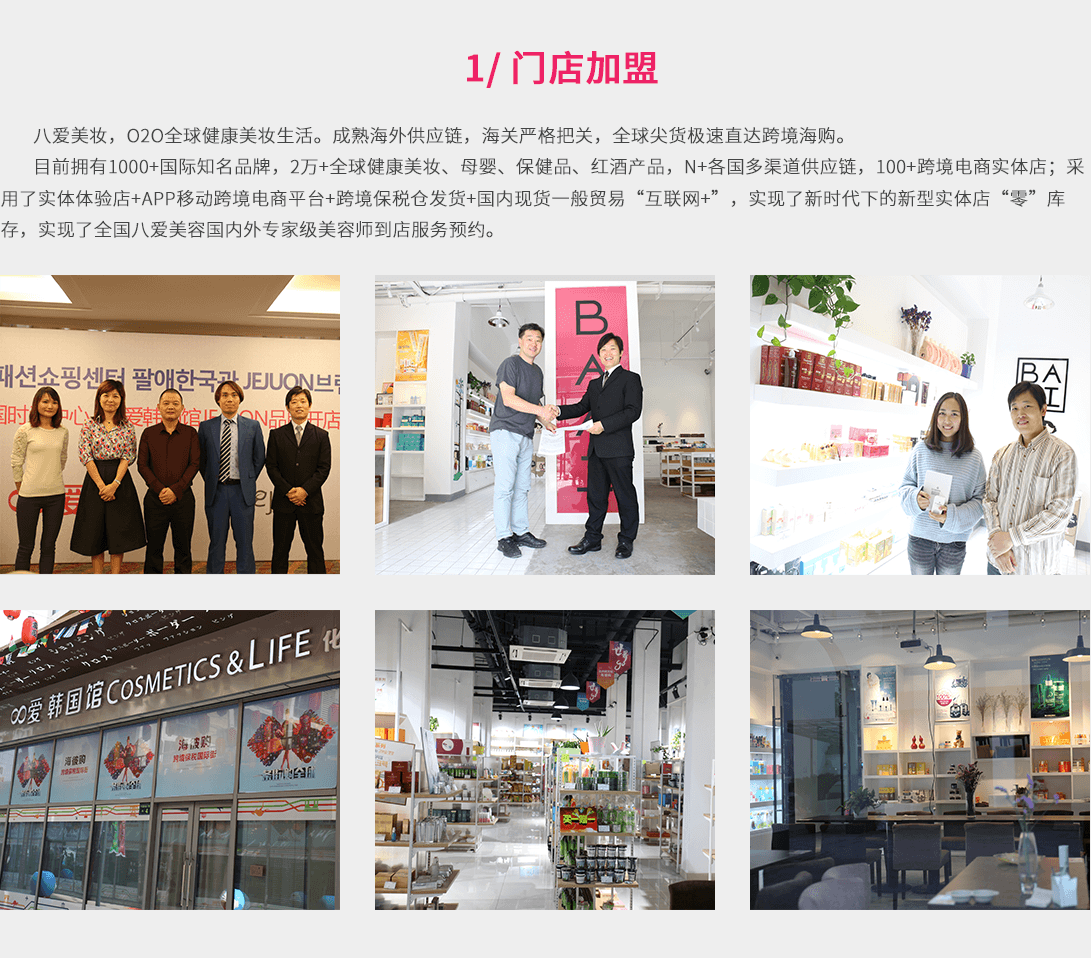 1/ 门店加盟
八爱美妆，O2O全球健康美妆生活。成熟海外供应链，海关严格把关，全球尖货极速直达跨境海购。
目前拥有1000+国际知名品牌，2万+全球健康美妆、母婴、保健品、红酒产品，N+各国多渠道供应链，100+跨境电商实体店；采
用了实体体验店+APP移动跨境电商平台+跨境保税仓发货+国内现货一般贸易“互联网+”，实现了新时代下的新型实体店“零”库
存，实现了全国八爱美容国内外专家级美容师到店服务预约。
패션쇼핑센터 팔애한국관 JEJUON브랜
BA
爱韩国馆 COSMETICS & LIFE 化
海彼购
跨境保税国际彩
海彼购